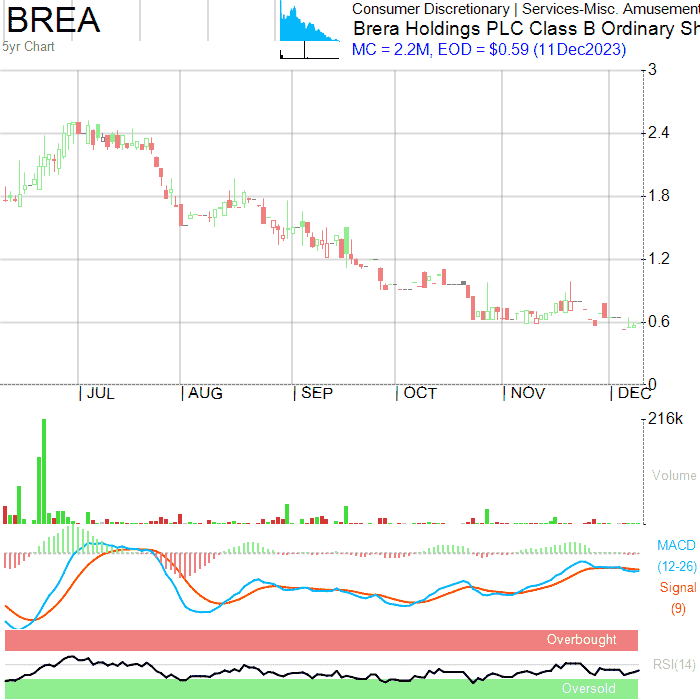 BREA
5yr Chart
Consumer Discretionary | Services-Misc. Amusement
Brera Holdings PLC Class B Ordinary Sh
MC = 2.2M, EOD = $0.59 (11Dec2023)
3
2.4
1.8
1.2
0.6
0
JUL AUG SEP OCT NOV DEC
216k
Volume
MACD
(12-26)
Signal
(9)
Overbought
RSI(14)
Oversold